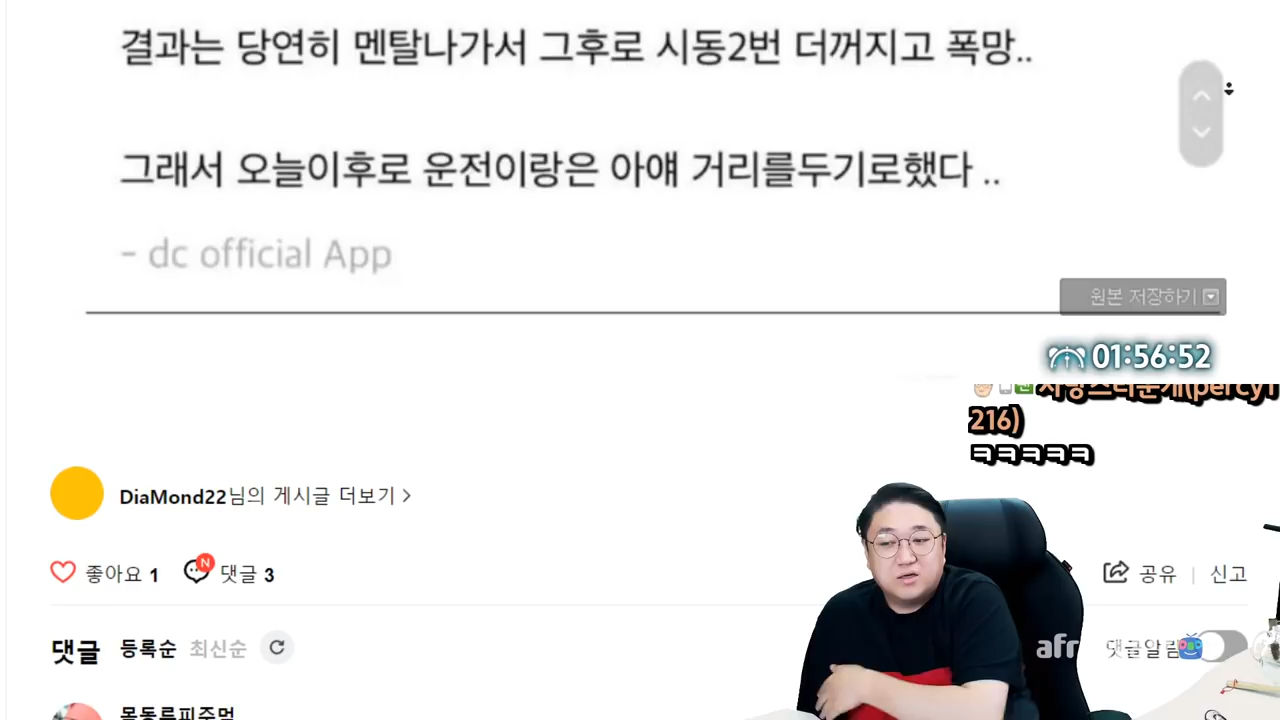 결과는 당연히 멘탈나가서 그후로 시동2번 더꺼지고 폭망..
그래서 오늘이후로 운전이랑은 아얘 거리를두기로했다 ..
- dc official App
원본 저장하기
01:56:52
216)
ㅋㅋㅋㅋㅋ
DiaMond22님의 게시글 더보기 >
좋아요 1 N 댓글 3
공유 | 신고
댓글 등록순 최신순
afr
댓글알림